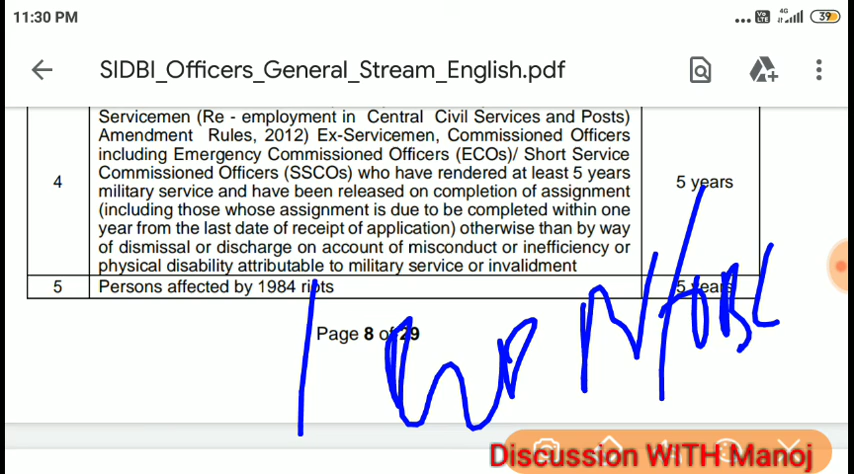 11:30 PM 4G Vo LTE 39
SIDBI_Officers_General_Stream_English.pdf
Servicemen (Re - employment in Central Civil Services and Posts)
Amendment Rules, 2012) Ex-Servicemen, Commissioned Officers
including Emergency Commissioned Officers (ECOs)/ Short Service
4 Commissioned Officers (SSCOs) who have rendered at least 5 years 5 years
military service and have been released on completion of assignment
(including those whose assignment is due to be completed within one
year from the last date of receipt of application) otherwise than by way
of dismissal or discharge on account of misconduct or inefficiency or
physical disability attributable to military service or invalidment
5 Persons affected by 1984 riots 5 years
Page 8 of 29
Discussion WiTH Manoj